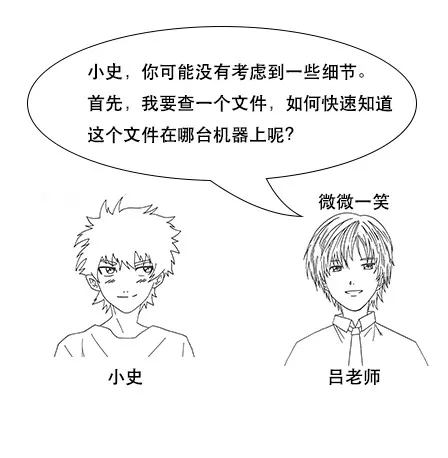 小史，你可能没有考虑到一些细节。
首先，我要查一个文件，如何快速知道
这个文件在哪台机器上呢？
微微一笑
小史
吕老师